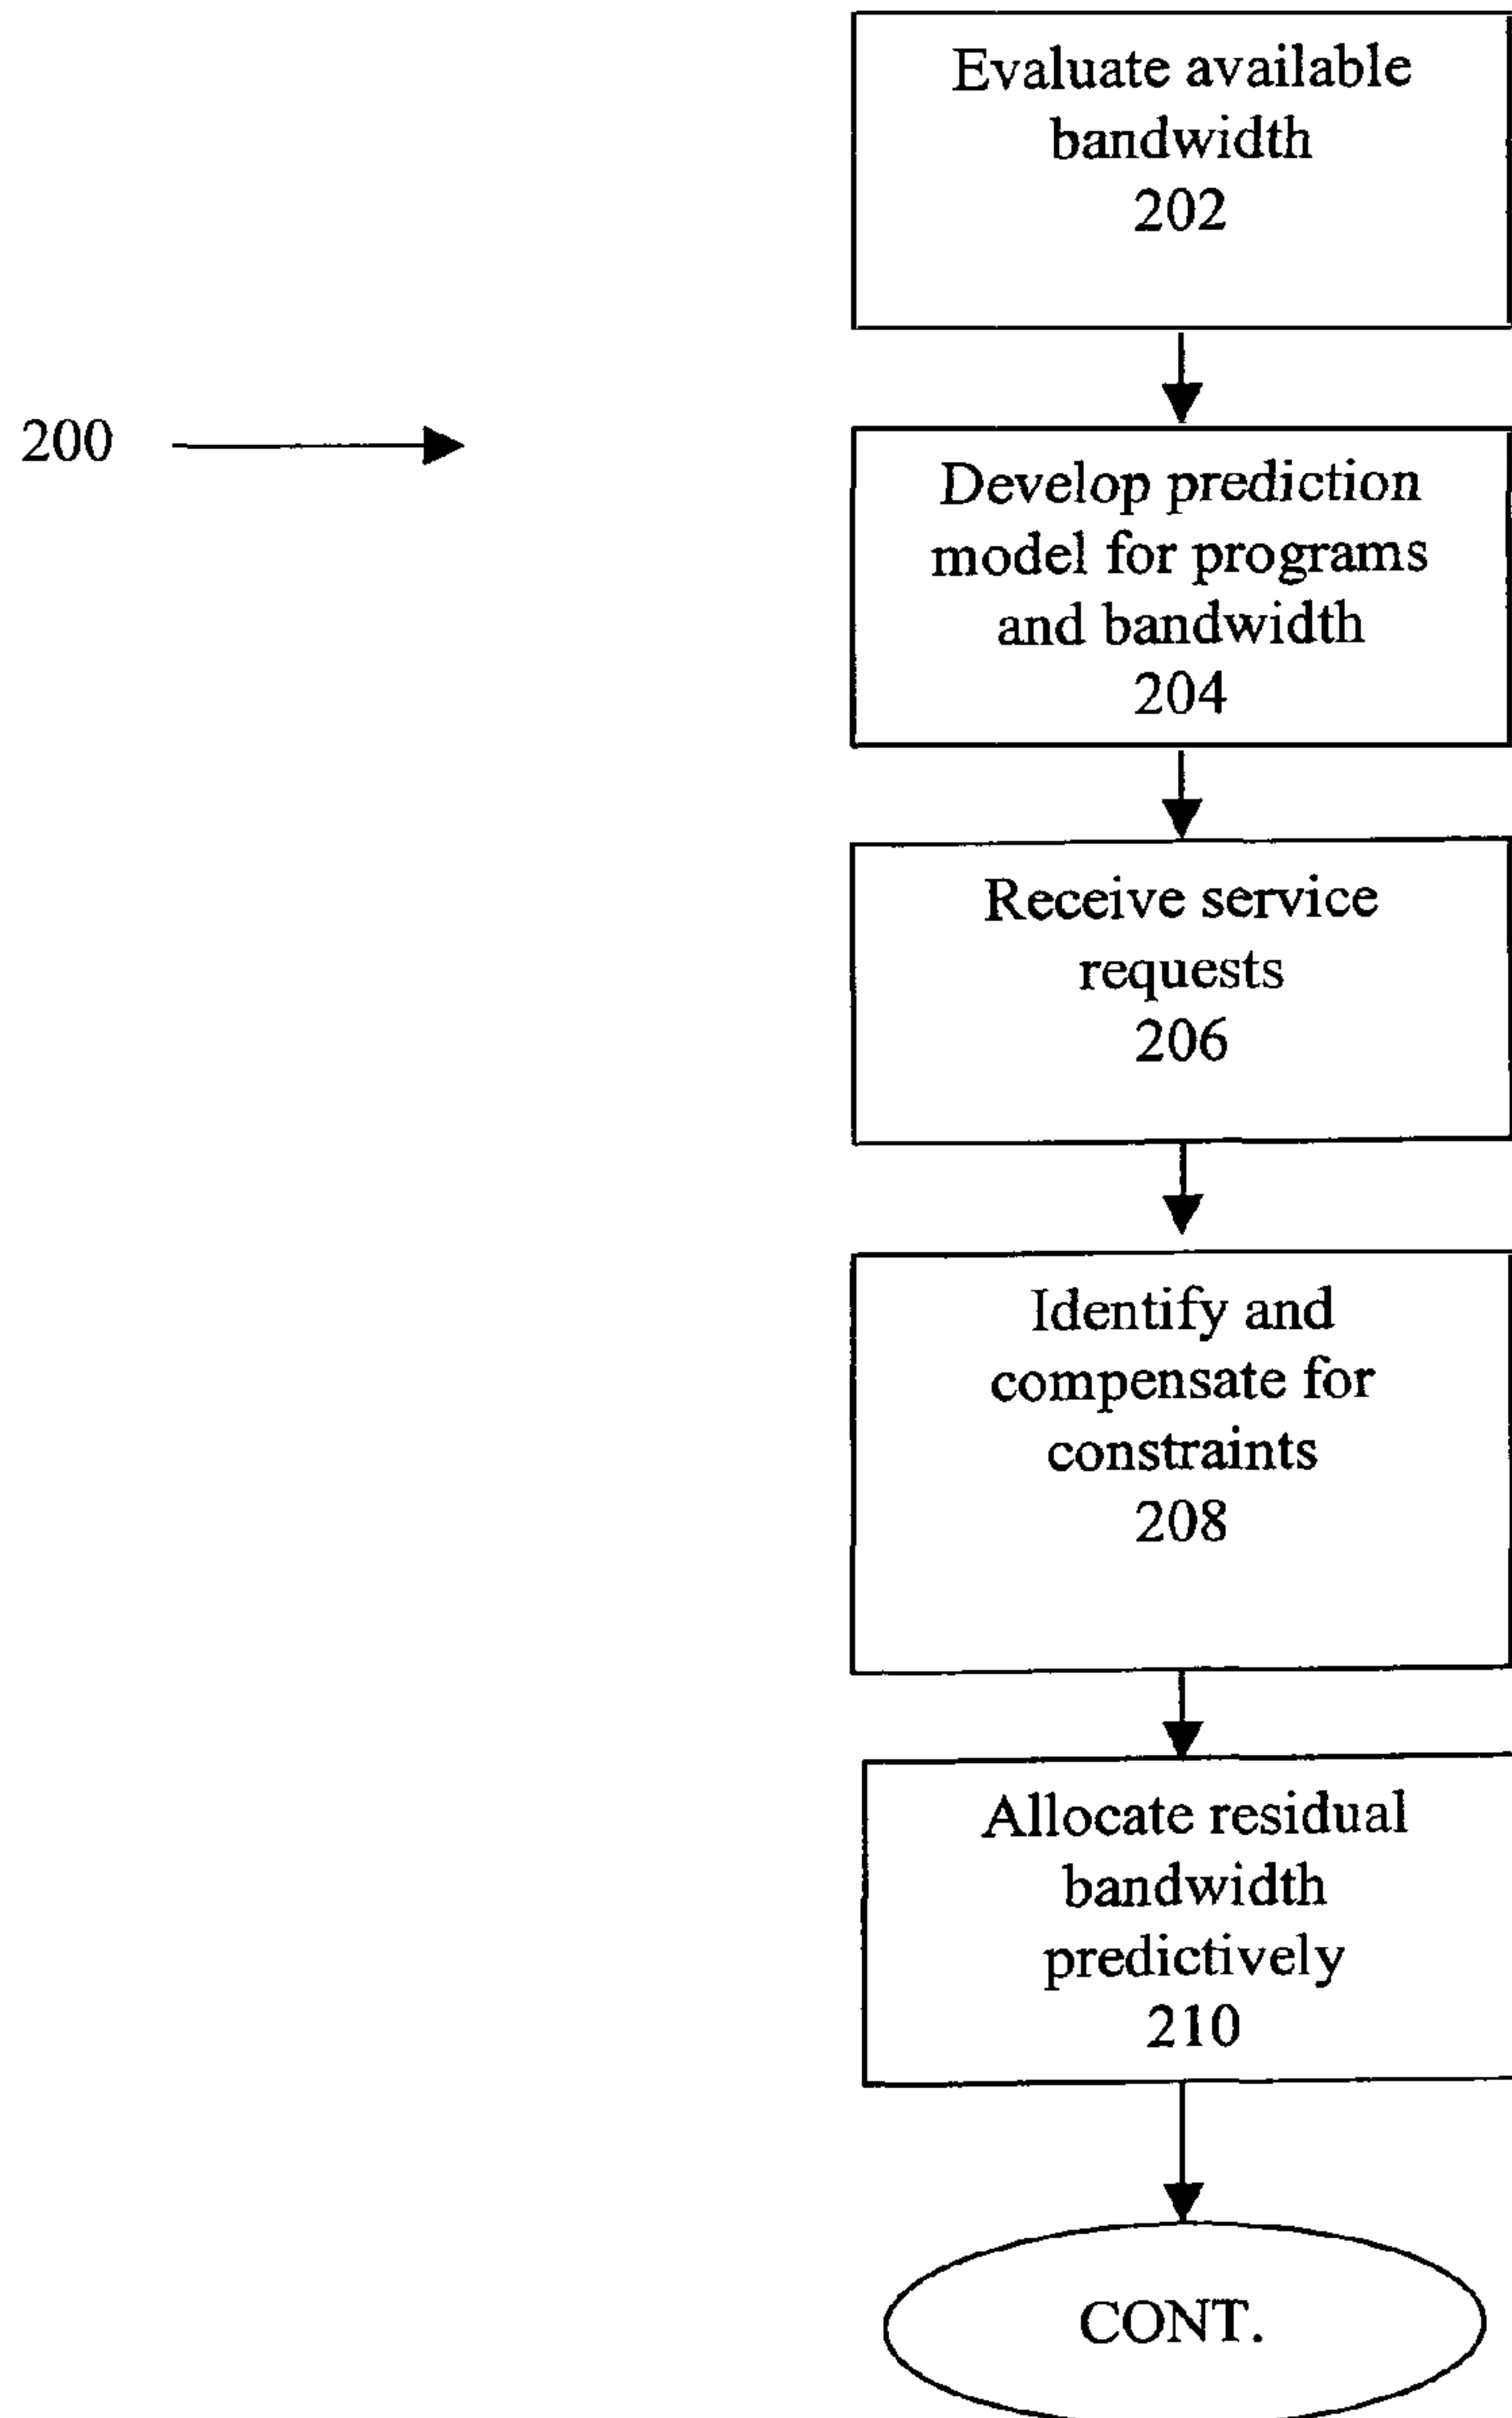 Evaluate available
bandwidth
202
200
Develop prediction
model for programs
and bandwidth
204
Receive service
requests
206
Identify and
compensate for
constraints
208
Allocate residual
bandwidth
predictively
210
CONT.